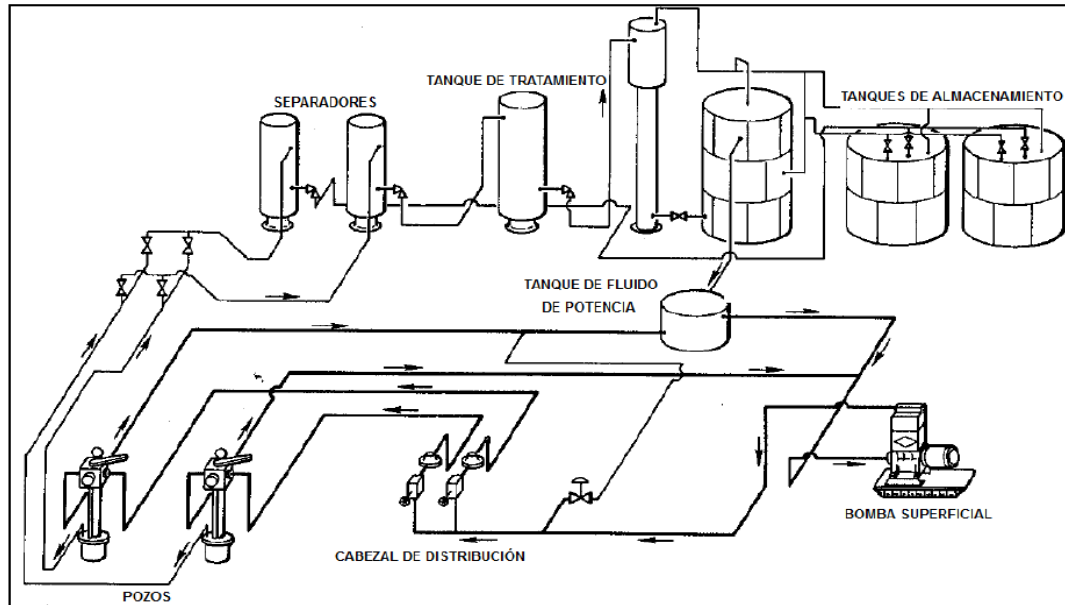 TANQUE DE TRATAMIENTO
SEPARADORES
TANQUES DE ALMACENAMIENTO
TANQUE DE FLUIDO
DE POTENCIA
BOMBA SUPERFICIAL
CABEZAL DE DISTRIBUCIÓN
POZOS